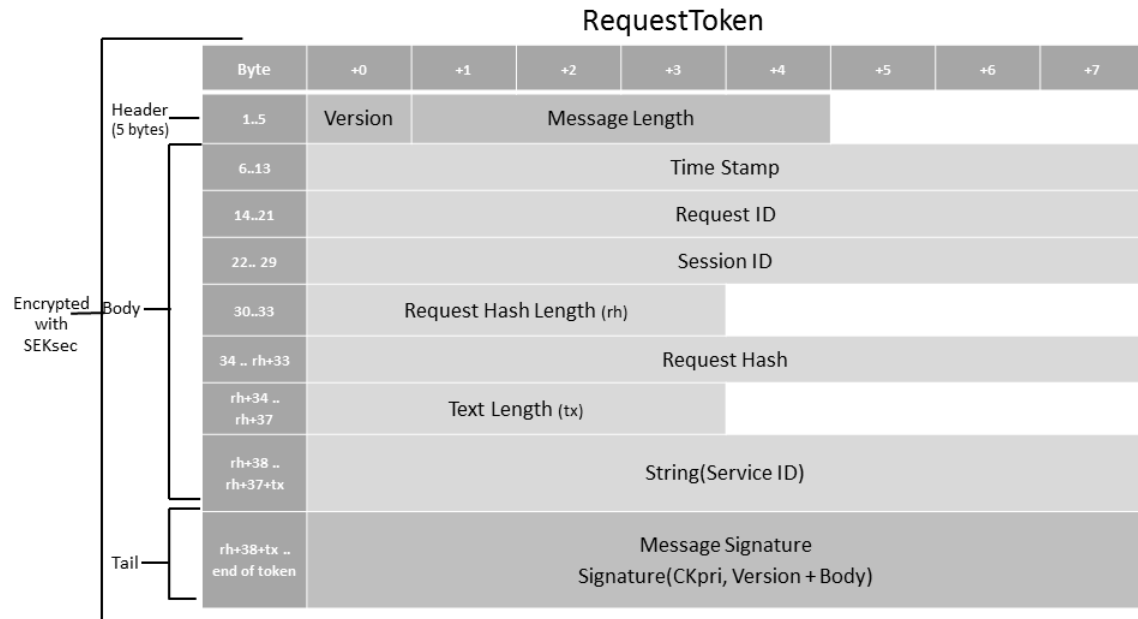 RequestToken
Byte +0 +1 +2 +3 +4 +5 +6 +7
Header
(5 bytes)
1..5 Version Message Length
6..13 Time Stamp
14..21 Request ID
22.. 29 Session ID
Encrypted
with
SEKsec
Body
30..33 Request Hash Length (rh)
34 .. rh+33 Request Hash
rh+34 ..
rh+37
Text Length (tx)
rh+38 ..
rh+37+tx
String(Service ID)
Tail
rh+38+tx ..
end of token
Message Signature
Signature(CKpri, Version + Body)